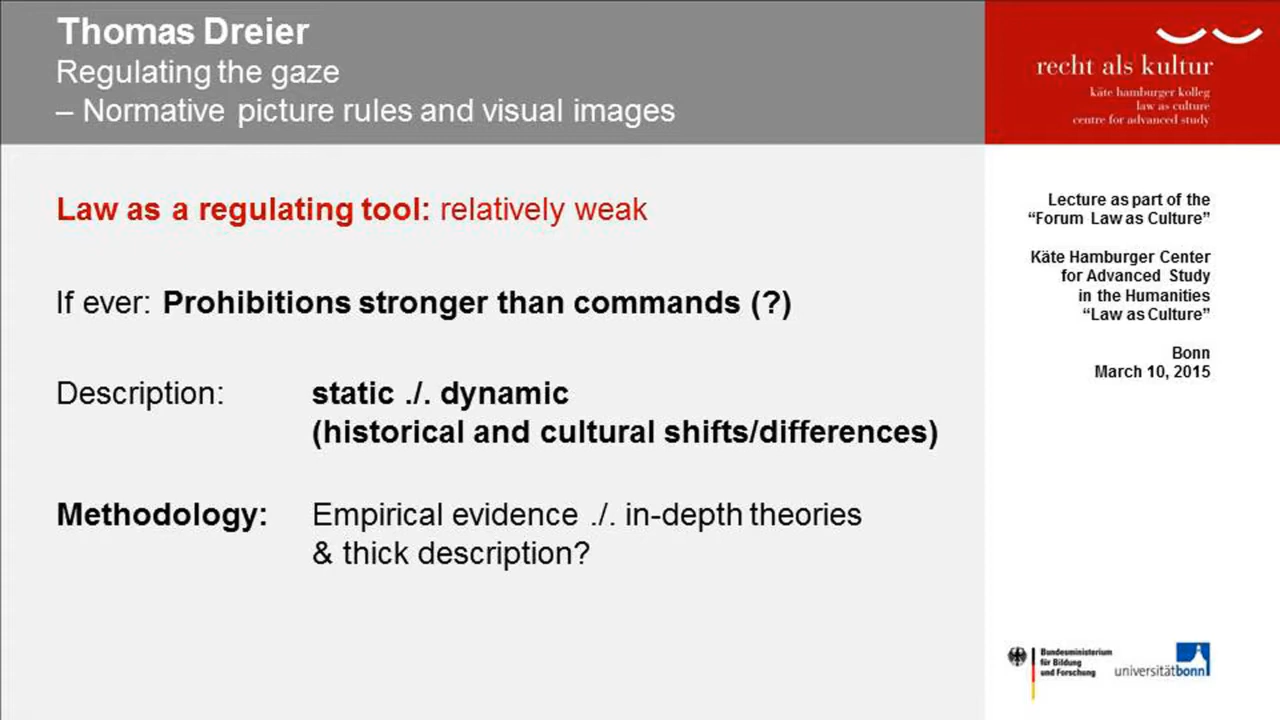 Thomas Dreier
Regulating the gaze
– Normative picture rules and visual images
recht als kultur
käte hamburger kolleg
law as culture
centre for advanced study
Law as a regulating tool: relatively weak
If ever: Prohibitions stronger than commands (?)
Description: static ./. dynamic
(historical and cultural shifts/differences)
Methodology: Empirical evidence ./. in-depth theories
& thick description?
Lecture as part of the
“Forum Law as Culture”
Käte Hamburger Center
for Advanced Study
in the Humanities
“Law as Culture”
Bonn
March 10, 2015
Bundesministerium
für Bildung
und Forschung
universitätbonn